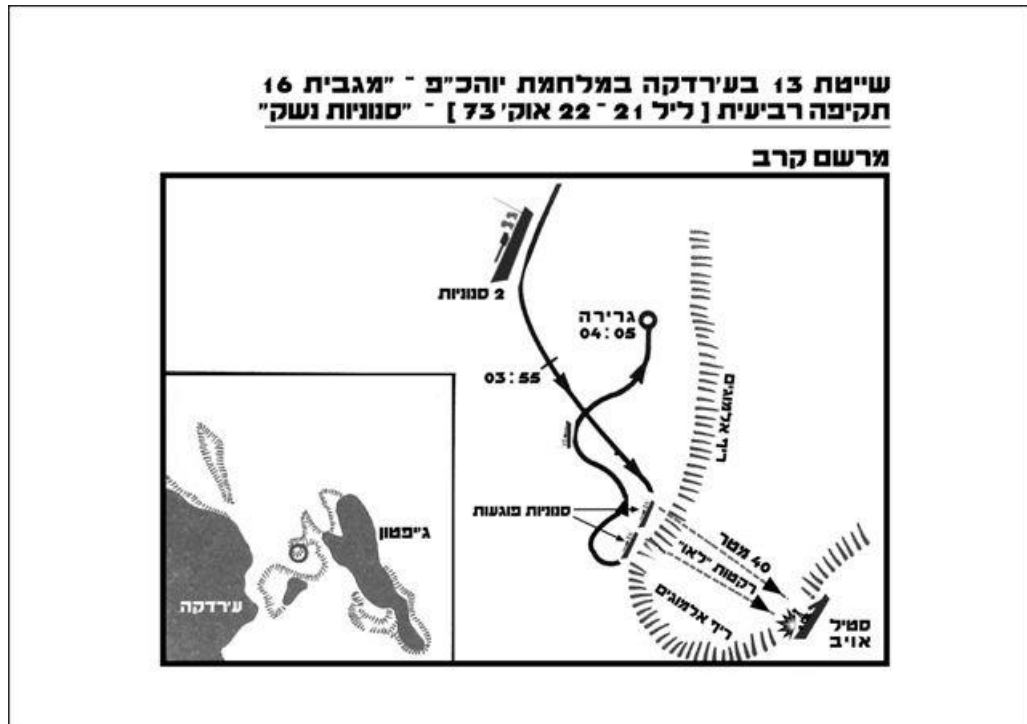 שייטת 13 בע'רדקה במלחמת יוהכ"פ - "מגבית 16
תקיפה רביעית [ ליל 21 - 22 אוק' 73 ] - "סנוניות נשק"
מרשם קרב
2 סנוניות
גרירה
04:05
03:55
ריף אלמוגים
סנוניות פוגעות
40 מטר
רקטות "לאו"
ריף אלמוגים
סטיל
אויב
ג'יפטון
ע'רדקה